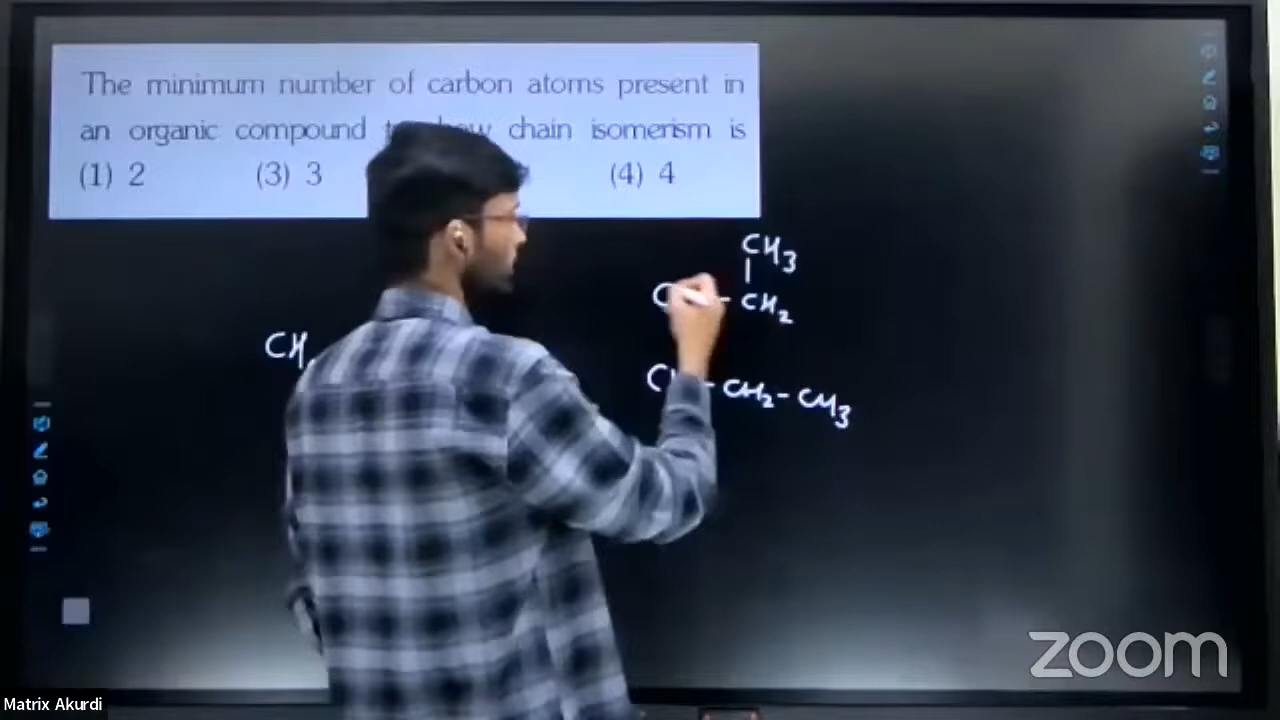 The minimum number of carbon atoms present in
an organic compound chain isomerism is
(1) 2 (3) 3 (4) 4
CH3
CH2
CH
CH2 - CH3
Matrix Akurdi
zoom